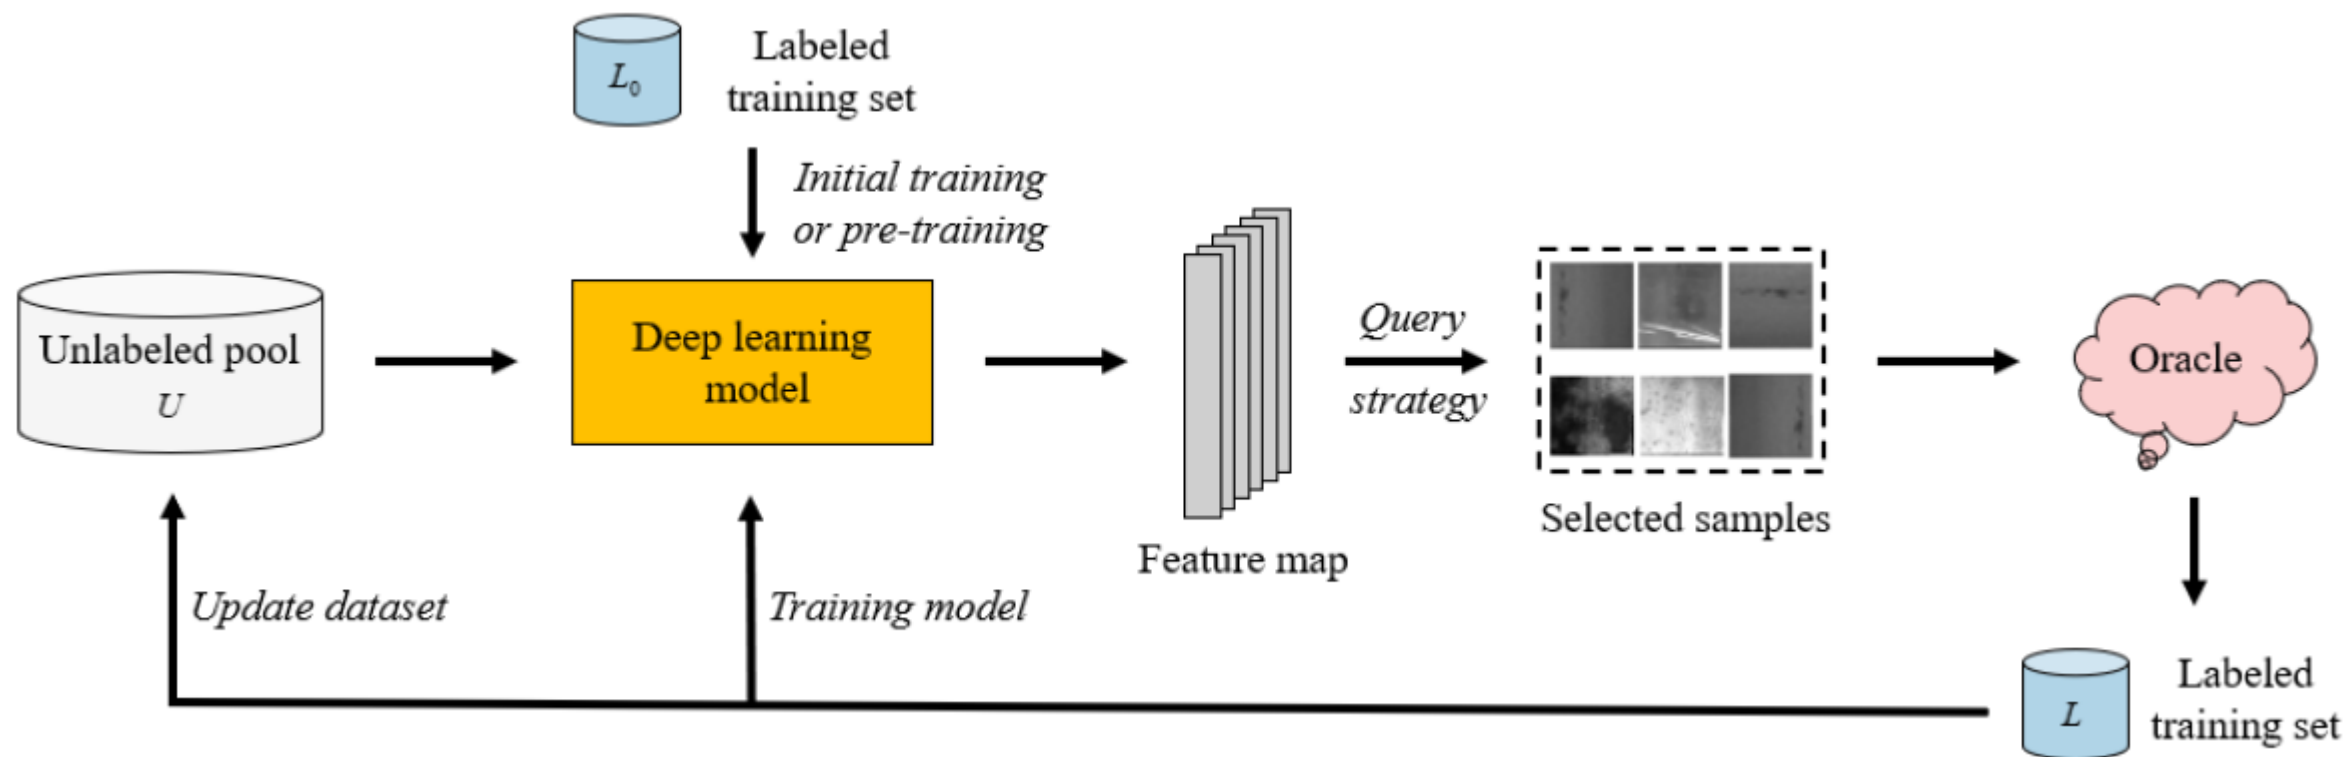 L₀
Labeled
training set
Initial training
or pre-training
Unlabeled pool
U
Deep learning
model
Feature map
Query
strategy
Selected samples
Oracle
Update dataset
Training model
L
Labeled
training set